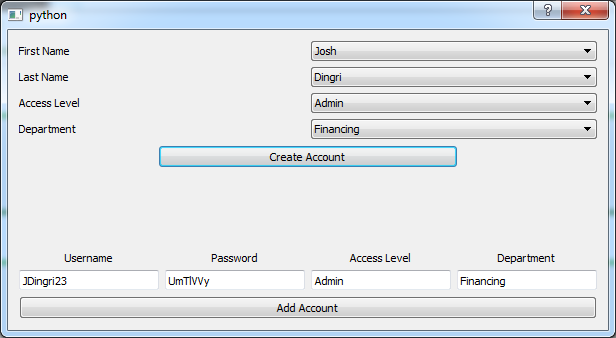 python
First Name Josh
Last Name Dingri
Access Level Admin
Department Financing
Create Account
Username Password Access Level Department
JDingri23 UmTlVVy Admin Financing
Add Account